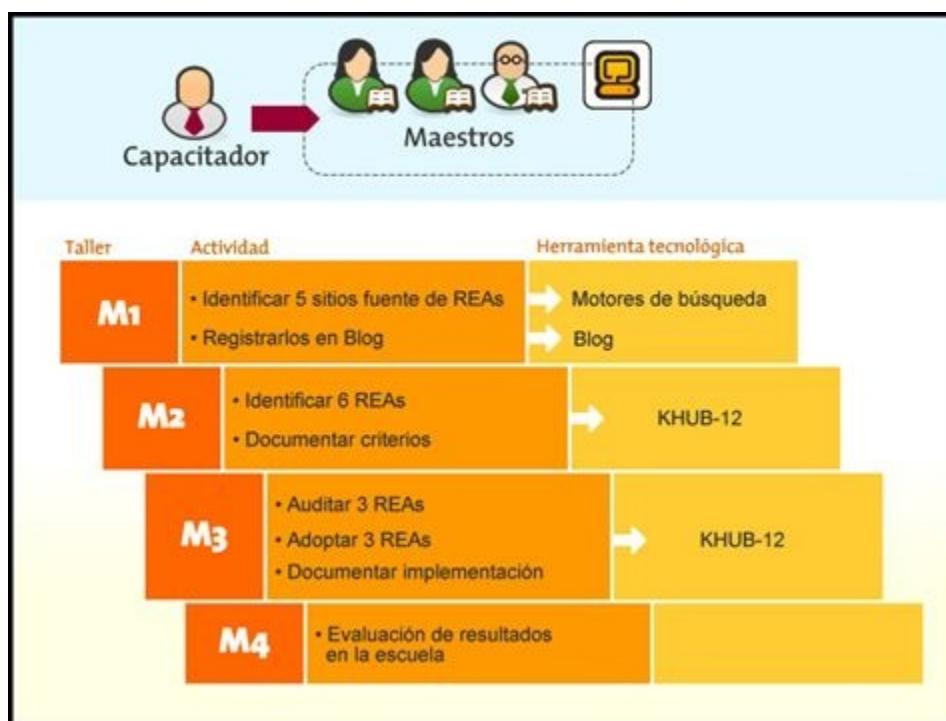 Capacitador
Maestros
Taller
Actividad
Herramienta tecnológica
M1
• Identificar 5 sitios fuente de REAs
Motores de búsqueda
• Registrarlos en Blog
Blog
M2
• Identificar 6 REAs
• Documentar criterios
KHUB-12
M3
• Auditar 3 REAs
• Adoptar 3 REAs
• Documentar implementación
KHUB-12
M4
• Evaluación de resultados
en la escuela